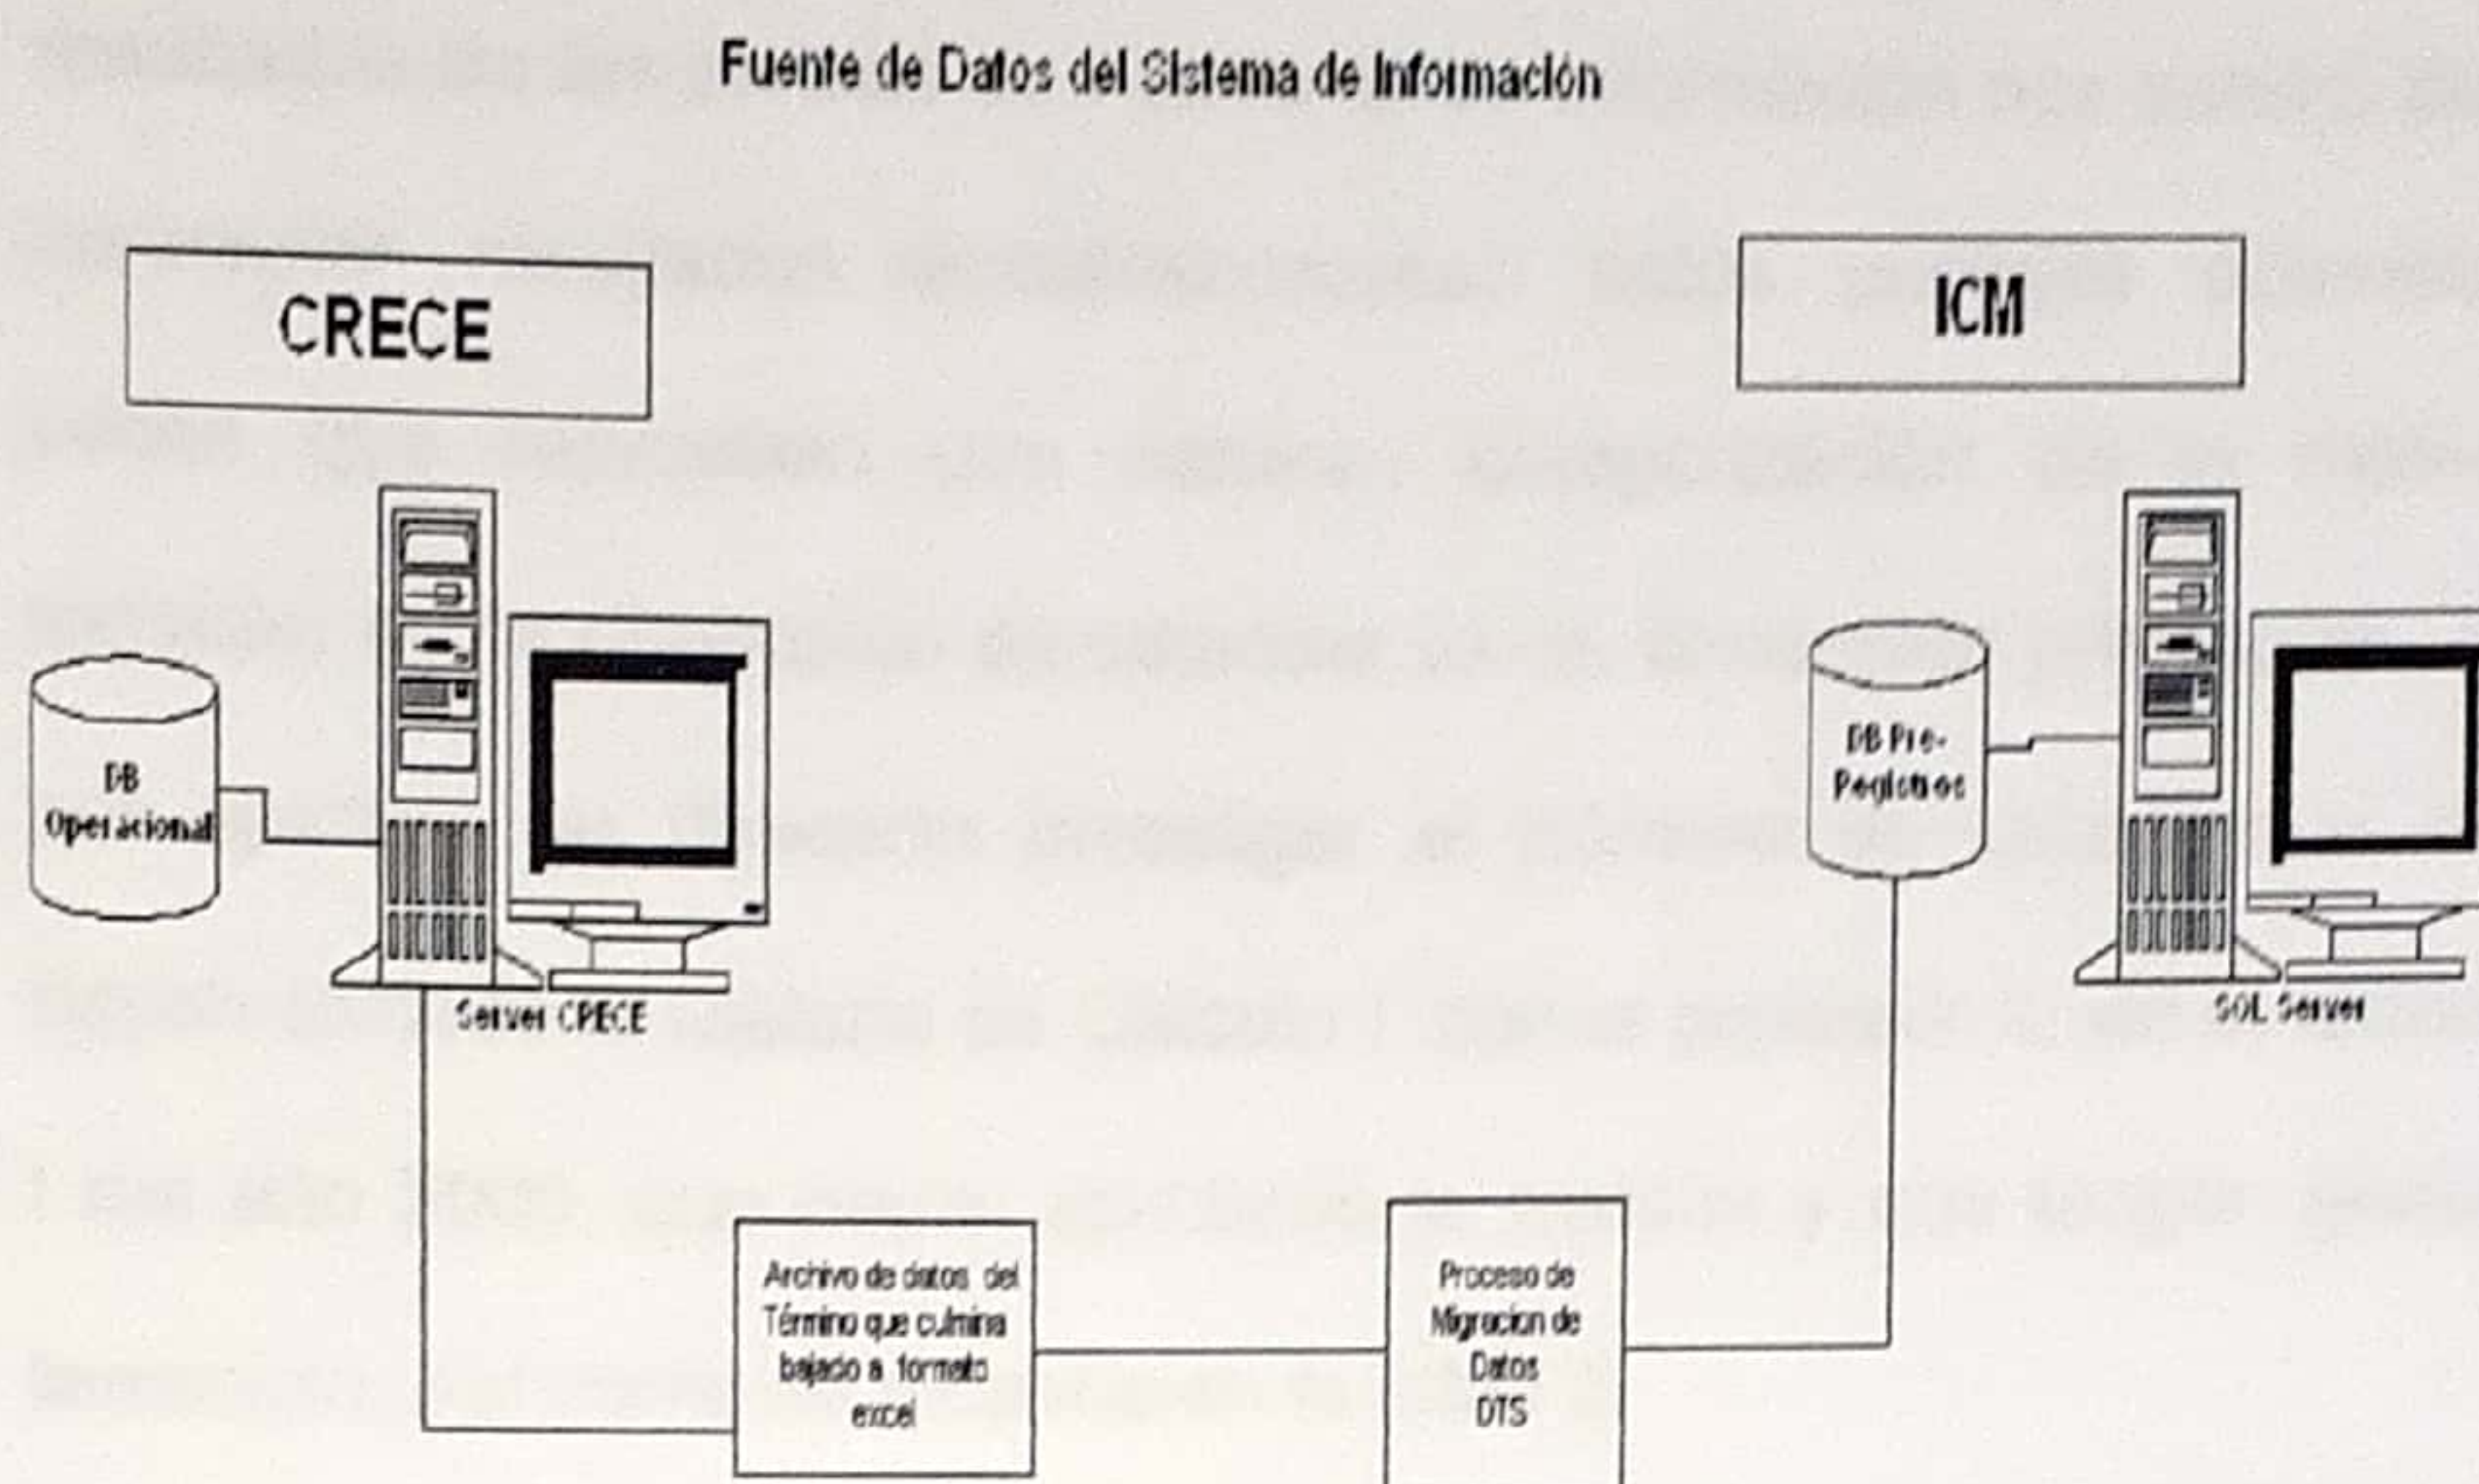 Fuente de Datos del Sistema de Información
CRECE
ICM
DB
Operacional
Server CRECE
DB Pre-
Registros
SQL Server
Archivo de datos del
Término que culmina
bajado a formato
excel
Proceso de
Migracion de
Datos
DTS